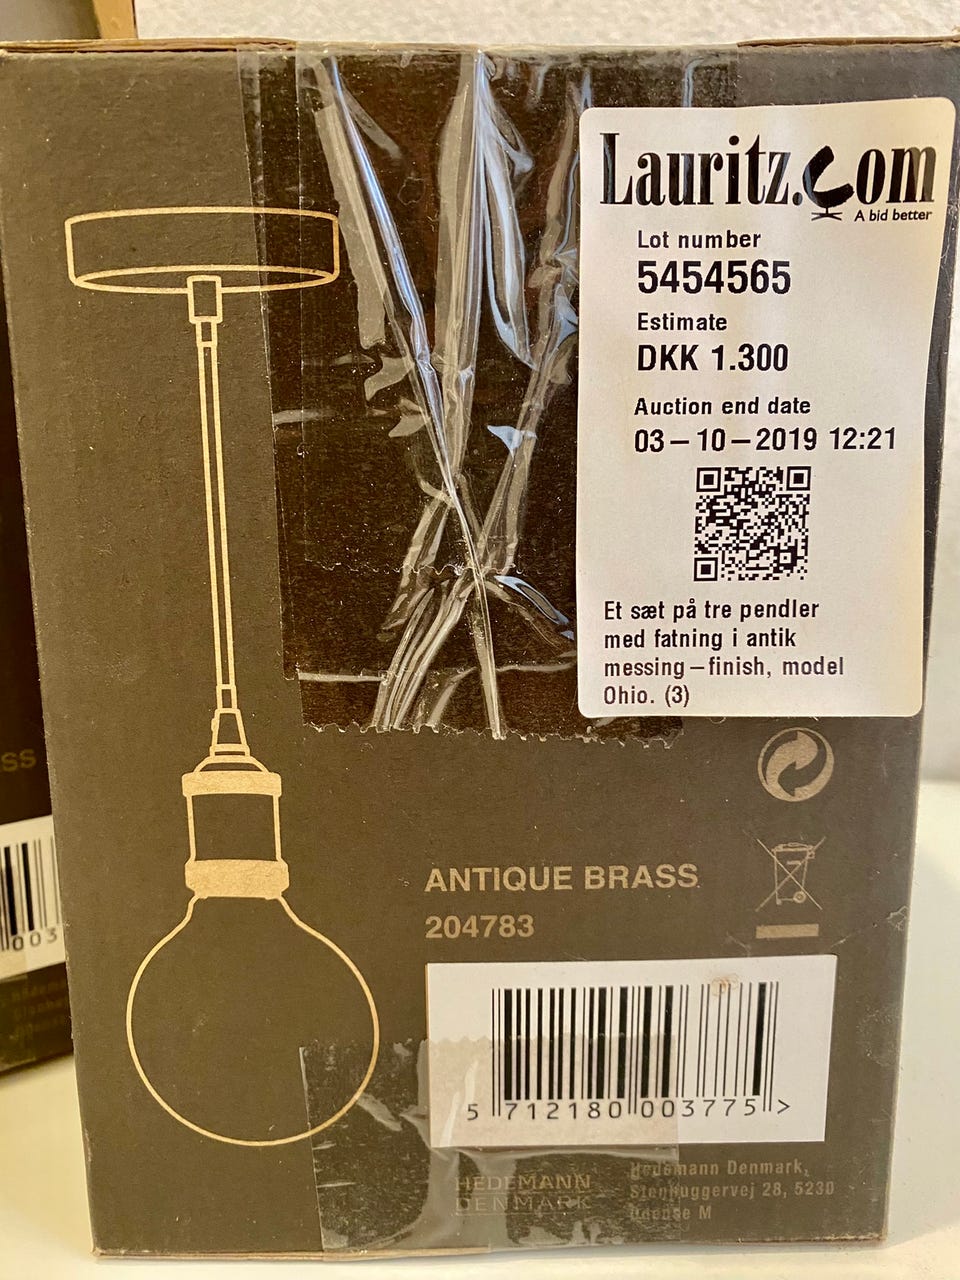 Lauritz.com
A bid better
Lot number
5454565
Estimate
DKK 1.300
Auction end date
03-10-2019 12:21
Et sæt på tre pendler
med fatning i antik
messing-finish, model
Ohio. (3)
ANTIQUE BRASS
204783
5 712180 003775 >
HEDEMANN
DENMARK
Hedemann Denmark,
Stenhuggervej 28, 5230
Odense M
SS
003